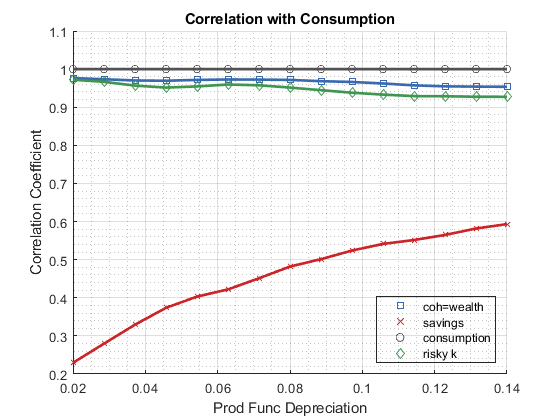 Correlation with Consumption
1.1
1
0.9
0.8
0.7
0.6
0.5
0.4
0.3
0.2
Correlation Coefficient
coh=wealth
savings
consumption
risky k
0.02
0.04
0.06
0.08
0.1
0.12
0.14
Prod Func Depreciation